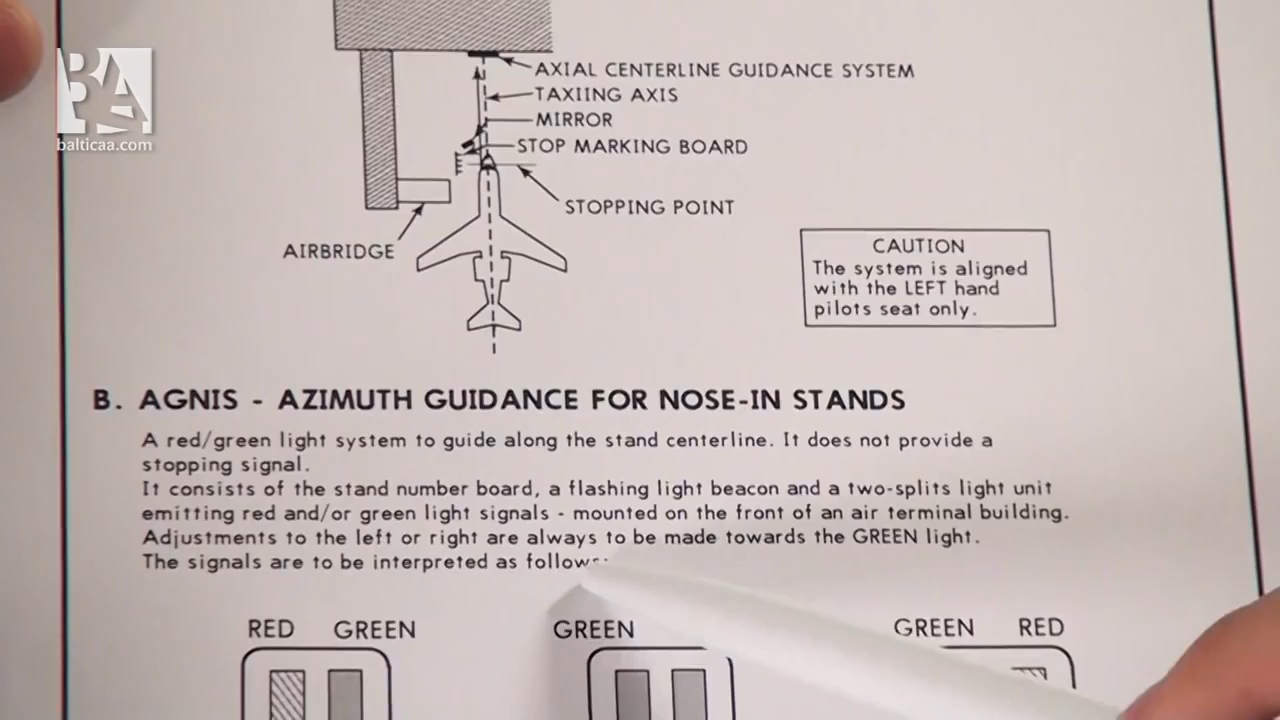 BA
balticaa.com
AXIAL CENTERLINE GUIDANCE SYSTEM
TAXIING AXIS
MIRROR
STOP MARKING BOARD
STOPPING POINT
AIRBRIDGE
CAUTION
The system is aligned
with the LEFT hand
pilots seat only.
B. AGNIS - AZIMUTH GUIDANCE FOR NOSE-IN STANDS
A red/green light system to guide along the stand centerline. It does not provide a
stopping signal.
It consists of the stand number board, a flashing light beacon and a two-splits light unit
emitting red and/or green light signals - mounted on the front of an air terminal building.
Adjustments to the left or right are always to be made towards the GREEN light.
The signals are to be interpreted as follows:
RED GREEN
GREEN
GREEN RED